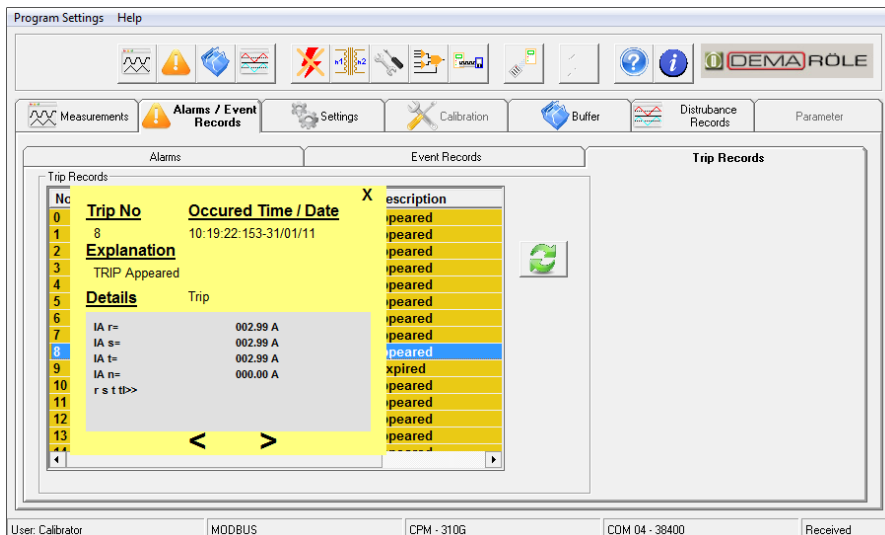 Program Settings Help
h1 h2
DEMA RÖLE
Measurements
Alarms / Event
Records
Settings
Calibration
Buffer
Distrubance
Records
Parameter
Alarms
Event Records
Trip Records
Trip Records
X
Trip No Occured Time / Date
8 10:19:22:153-31/01/11
Explanation
TRIP Appeared
Details Trip
IA r= 002.99 A
IA s= 002.99 A
IA t= 002.99 A
IA n= 000.00 A
r s t tI>>
< >
No escription
0 ppeared
1 ppeared
2 ppeared
3 ppeared
4 ppeared
5 ppeared
6 ppeared
7 ppeared
8 ppeared
9 xpired
10 ppeared
11 ppeared
12 ppeared
13 ppeared
User: Calibrator MODBUS CPM - 310G COM 04 - 38400 Received